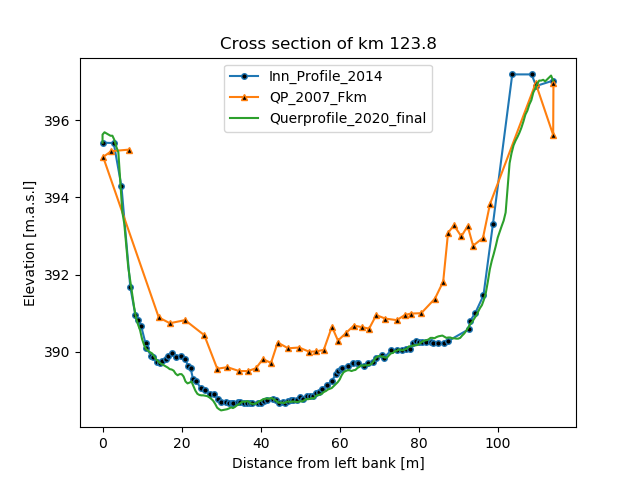 Cross section of km 123.8
Inn_Profile_2014
QP_2007_Fkm
Querprofile_2020_final
Elevation [m.a.s.l]
396
394
392
390
0 20 40 60 80 100
Distance from left bank [m]